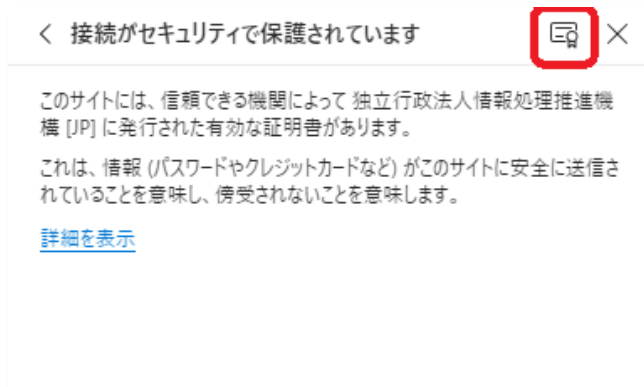 接続がセキュリティで保護されています
このサイトには、信頼できる機関によって 独立行政法人情報処理推進機
構 [JP] に発行された有効な証明書があります。
これは、情報 (パスワードやクレジットカードなど) がこのサイトに安全に送信さ
れていることを意味し、傍受されないことを意味します。
詳細を表示